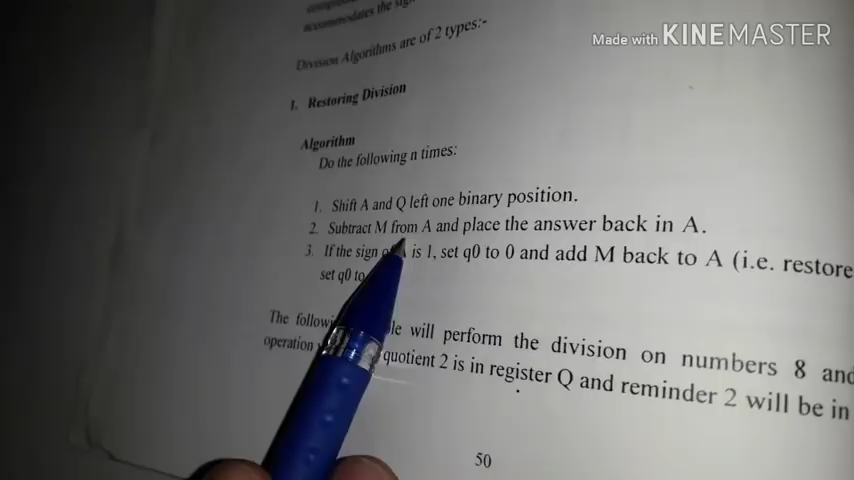 accommodates the
Made with KINEMASTER
Division Algorithms are of 2 types:-
1. Restoring Division
Algorithm
Do the following n times:
1. Shift A and Q left one binary position.
2. Subtract M from A and place the answer back in A.
3. If the sign of A is 1, set q0 to 0 and add M back to A (i.e. restore
set q0 to
The will perform the division on numbers 8 and
operation quotient 2 is in register Q and reminder 2 will be in
50